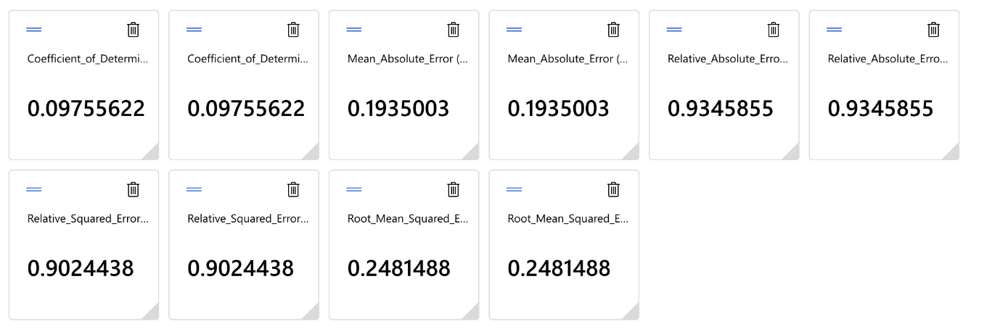 Coefficient_of_Determi...
Coefficient_of_Determi...
Mean_Absolute_Error (...
Mean_Absolute_Error (...
Relative_Absolute_Erro...
Relative_Absolute_Erro...
0.09755622
0.09755622
0.1935003
0.1935003
0.9345855
0.9345855
Relative_Squared_Error...
Relative_Squared_Error...
Root_Mean_Squared_E...
Root_Mean_Squared_E...
0.9024438
0.9024438
0.2481488
0.2481488